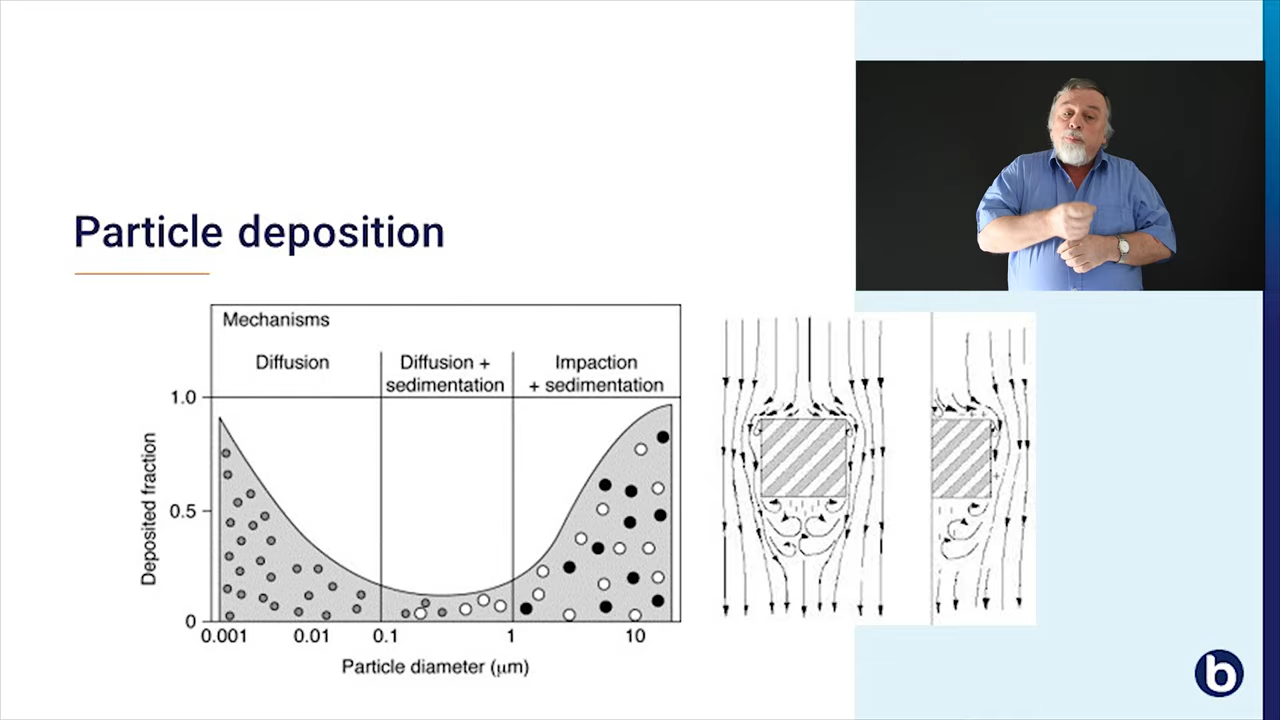 Particle deposition
Mechanisms
Diffusion
Diffusion +
sedimentation
Impaction
+ sedimentation
1.0
0.5
0
Deposited fraction
0.001
0.01
0.1
1
10
Particle diameter (μm)
b